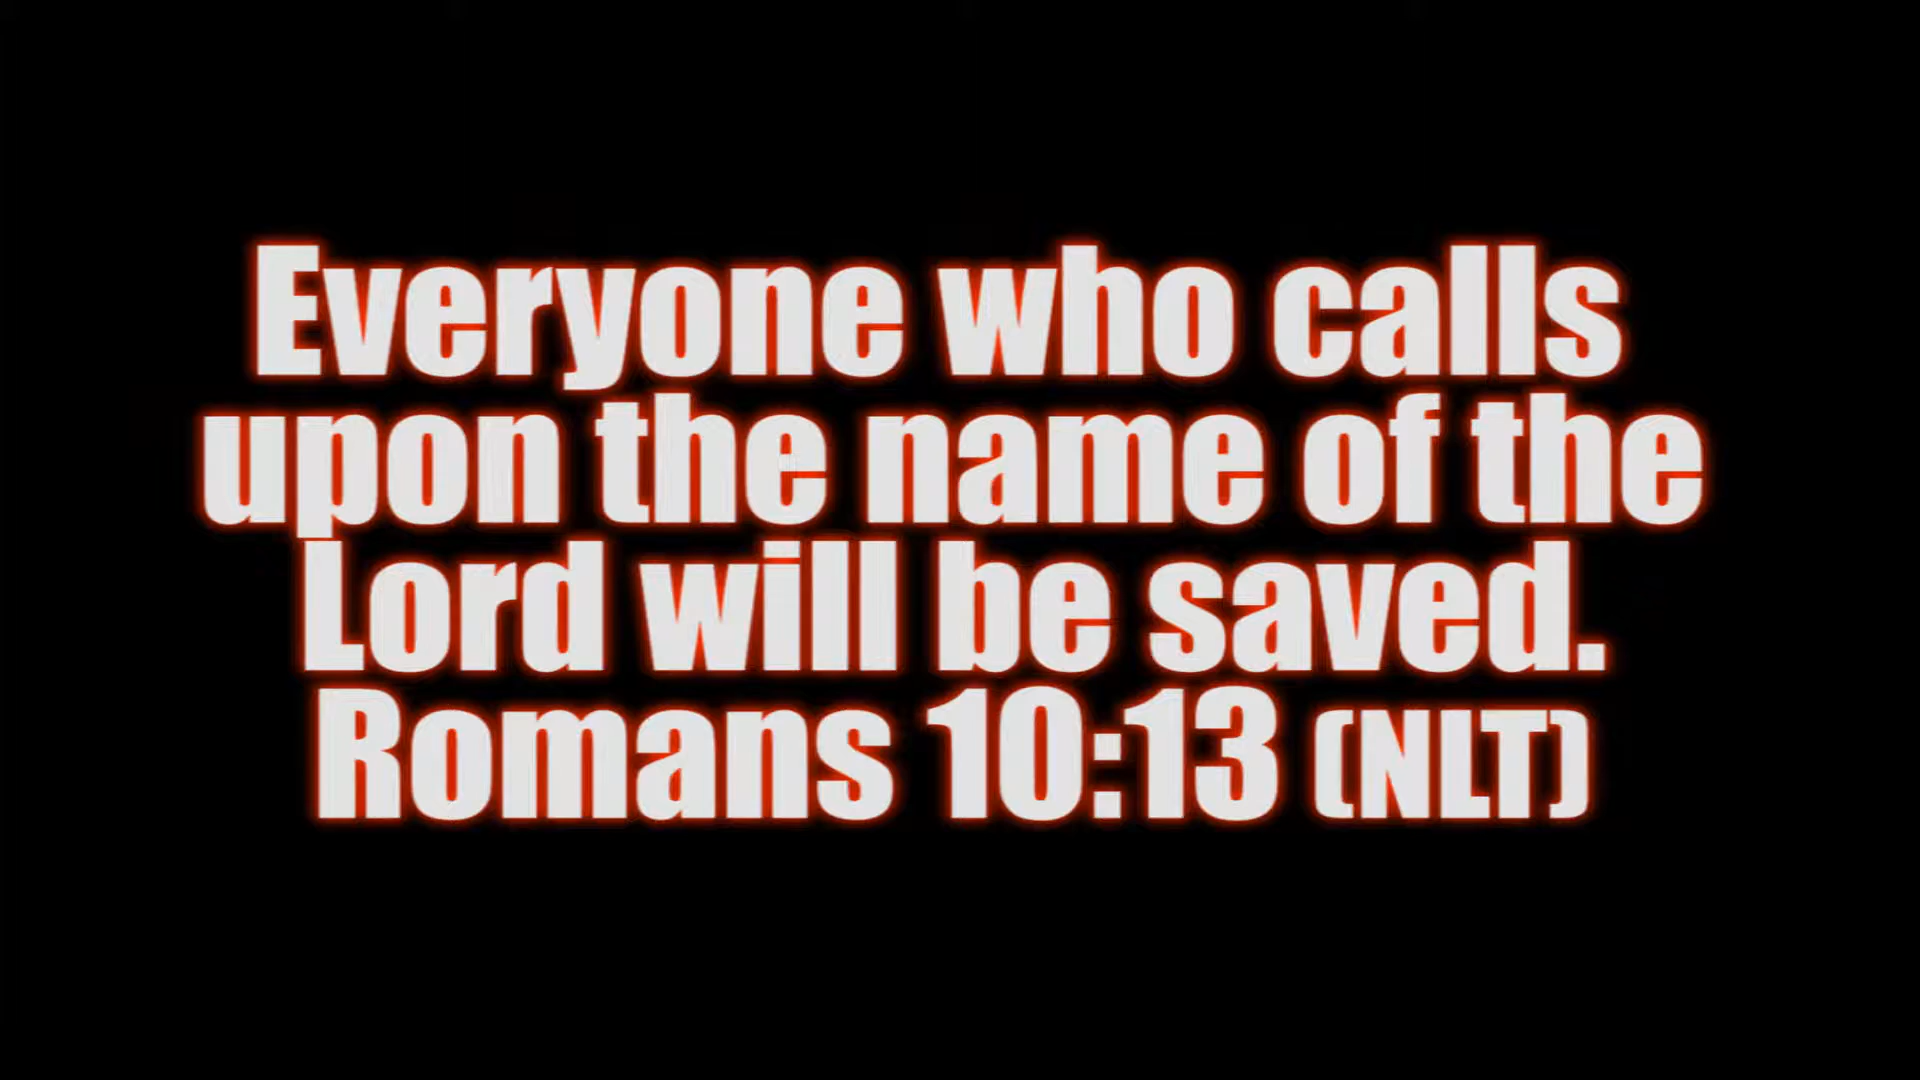 Everyone who calls
upon the name of the
Lord will be saved.
Romans 10:13 (NLT)